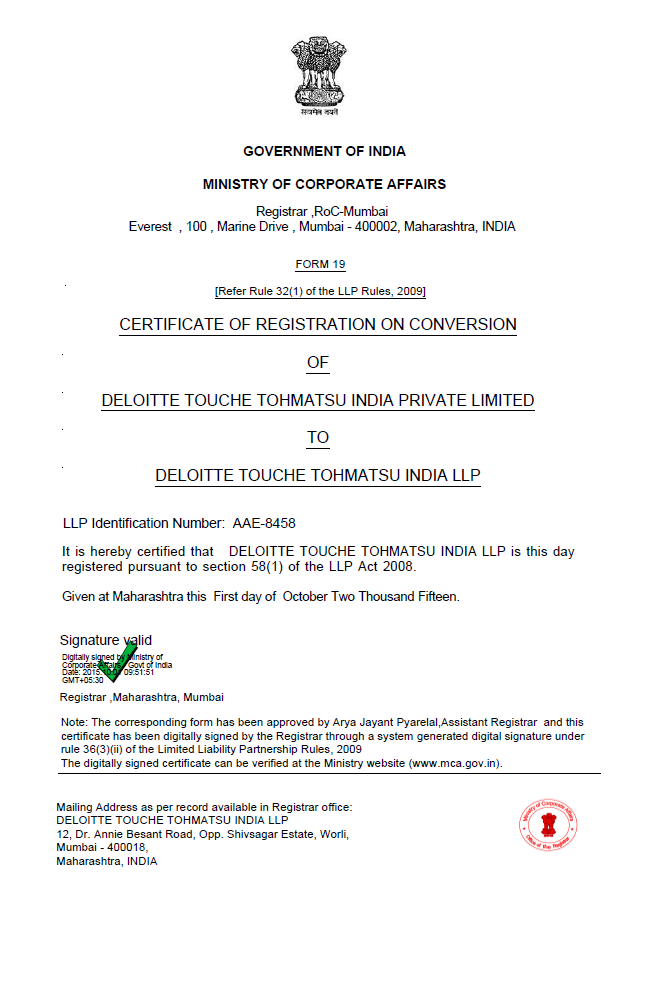 सत्यमेव जयते
GOVERNMENT OF INDIA
MINISTRY OF CORPORATE AFFAIRS
Registrar ,RoC-Mumbai
Everest , 100 , Marine Drive , Mumbai - 400002, Maharashtra, INDIA
FORM 19
[Refer Rule 32(1) of the LLP Rules, 2009]
CERTIFICATE OF REGISTRATION ON CONVERSION
OF
DELOITTE TOUCHE TOHMATSU INDIA PRIVATE LIMITED
TO
DELOITTE TOUCHE TOHMATSU INDIA LLP
LLP Identification Number: AAE-8458
It is hereby certified that DELOITTE TOUCHE TOHMATSU INDIA LLP is this day
registered pursuant to section 58(1) of the LLP Act 2008.
Given at Maharashtra this First day of October Two Thousand Fifteen.
Signature valid
Digitally signed by Ministry of
Corporate Affairs, Govt of India
Date: 2015.10.01 09:51:51
GMT+05:30
Registrar ,Maharashtra, Mumbai
Note: The corresponding form has been approved by Arya Jayant Pyarelal,Assistant Registrar and this
certificate has been digitally signed by the Registrar through a system generated digital signature under
rule 36(3)(ii) of the Limited Liability Partnership Rules, 2009
The digitally signed certificate can be verified at the Ministry website (www.mca.gov.in).
Mailing Address as per record available in Registrar office:
DELOITTE TOUCHE TOHMATSU INDIA LLP
12, Dr. Annie Besant Road, Opp. Shivsagar Estate, Worli,
Mumbai - 400018,
Maharashtra, INDIA
Ministry of Corporate Affairs
Office of the Registrar